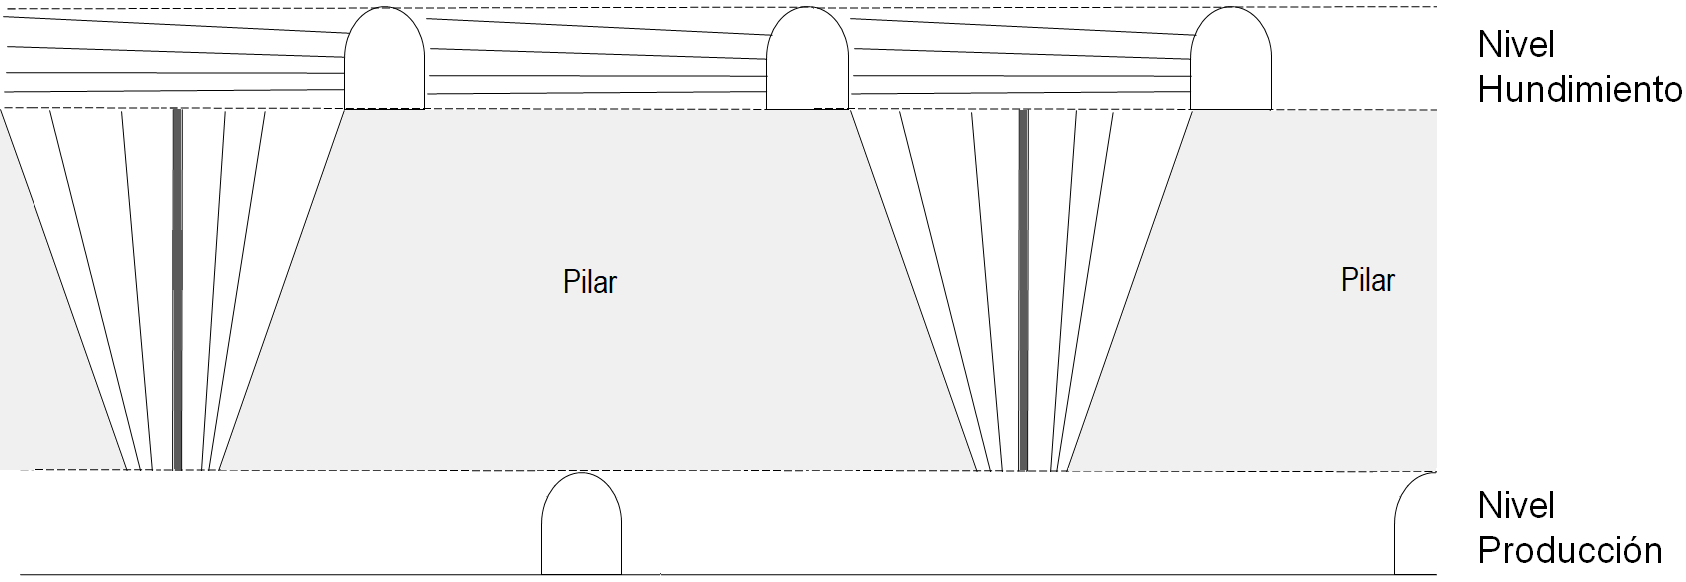 Nivel
Hundimiento
Pilar
Pilar
Nivel
Producción